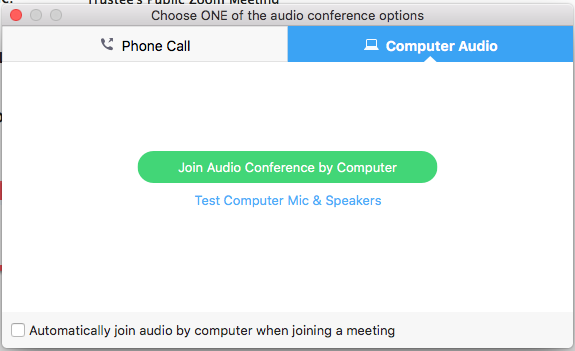 Trustee's Public Zoom Meeting
Choose ONE of the audio conference options
Phone Call
Computer Audio
Join Audio Conference by Computer
Test Computer Mic & Speakers
Automatically join audio by computer when joining a meeting